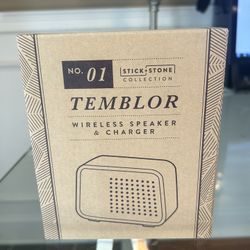 NO. 01
STICK+STONE
COLLECTION
TEMBLOR
WIRELESS SPEAKER
& CHARGER